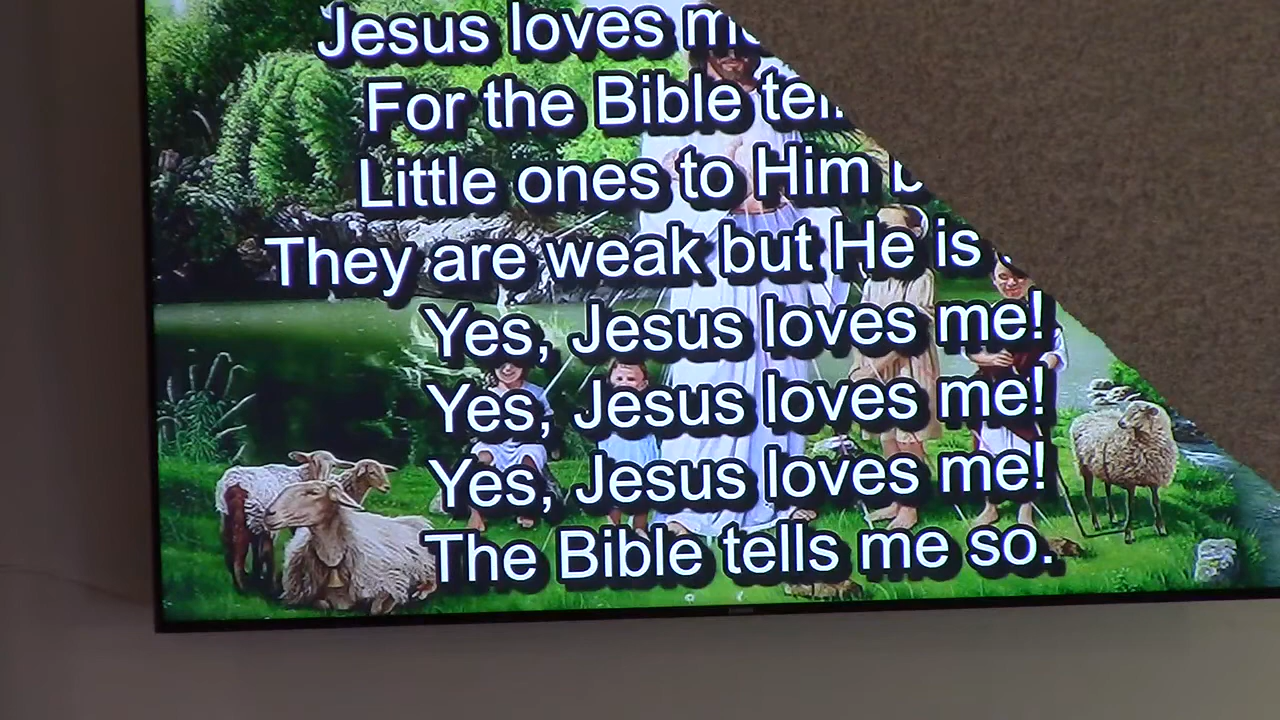 Jesus loves me
For the Bible
Little ones to Him
They are weak but He is
Yes, Jesus loves me!
Yes, Jesus loves me!
Yes, Jesus loves me!
The Bible tells me so.